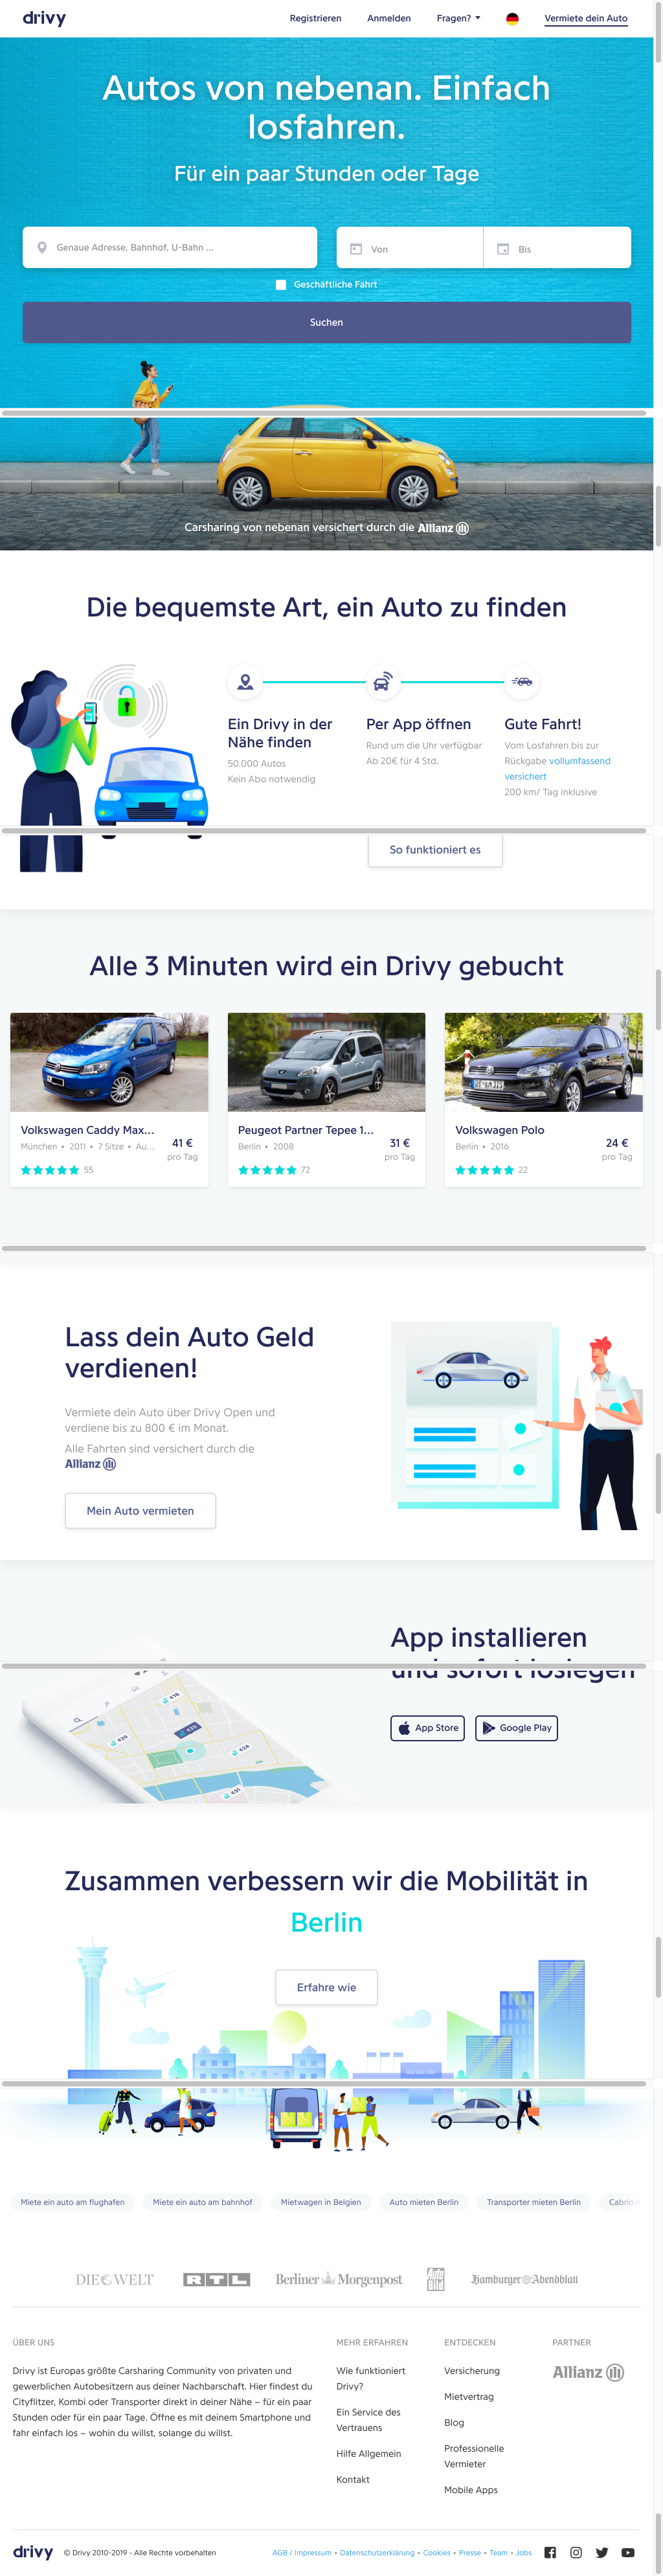 drivy
Registrieren
Anmelden
Fragen?
Vermiete dein Auto
Autos von nebenan. Einfach
losfahren.
Für ein paar Stunden oder Tage
Genaue Adresse, Bahnhof, U-Bahn ...
Von
Bis
Geschäftliche Fahrt
Suchen
Carsharing von nebenan versichert durch die Allianz
Die bequemste Art, ein Auto zu finden
Ein Drivy in der
Nähe finden
50.000 Autos
Kein Abo notwendig
Per App öffnen
Rund um die Uhr verfügbar
Ab 20€ für 4 Std.
Gute Fahrt!
Vom Losfahren bis zur
Rückgabe vollumfassend
versichert
200 km/ Tag inklusive
So funktioniert es
Alle 3 Minuten wird ein Drivy gebucht
Volkswagen Caddy Max...
München • 2011 • 7 Sitze • Au...
41 €
pro Tag
55
Peugeot Partner Tepee 1...
Berlin • 2008
31 €
pro Tag
72
Volkswagen Polo
Berlin • 2016
24 €
pro Tag
22
Lass dein Auto Geld
verdienen!
Vermiete dein Auto über Drivy Open und
verdiene bis zu 800 € im Monat.
Alle Fahrten sind versichert durch die
Allianz
Mein Auto vermieten
App installieren
und sofort loslegen
€16
€20
€25
€24
€31
App Store
Google Play
Zusammen verbessern wir die Mobilität in
Berlin
Erfahre wie
Miete ein auto am flughafen
Miete ein auto am bahnhof
Mietwagen in Belgien
Auto mieten Berlin
Transporter mieten Berlin
Cabrio
DIE WELT
RTL
Berliner Morgenpost
Auto Bild
Hamburger Abendblatt
ÜBER UNS
Drivy ist Europas größte Carsharing Community von privaten und
gewerblichen Autobesitzern aus deiner Nachbarschaft. Hier findest du
Cityflitzer, Kombi oder Transporter direkt in deiner Nähe – für ein paar
Stunden oder für ein paar Tage. Öffne es mit deinem Smartphone und
fahr einfach los – wohin du willst, solange du willst.
MEHR ERFAHREN
Wie funktioniert
Drivy?
Ein Service des
Vertrauens
Hilfe Allgemein
Kontakt
ENTDECKEN
Versicherung
Mietvertrag
Blog
Professionelle
Vermieter
Mobile Apps
PARTNER
Allianz
drivy
© Drivy 2010-2019 - Alle Rechte vorbehalten
AGB / Impressum • Datenschutzerklärung • Cookies • Presse • Team • Jobs